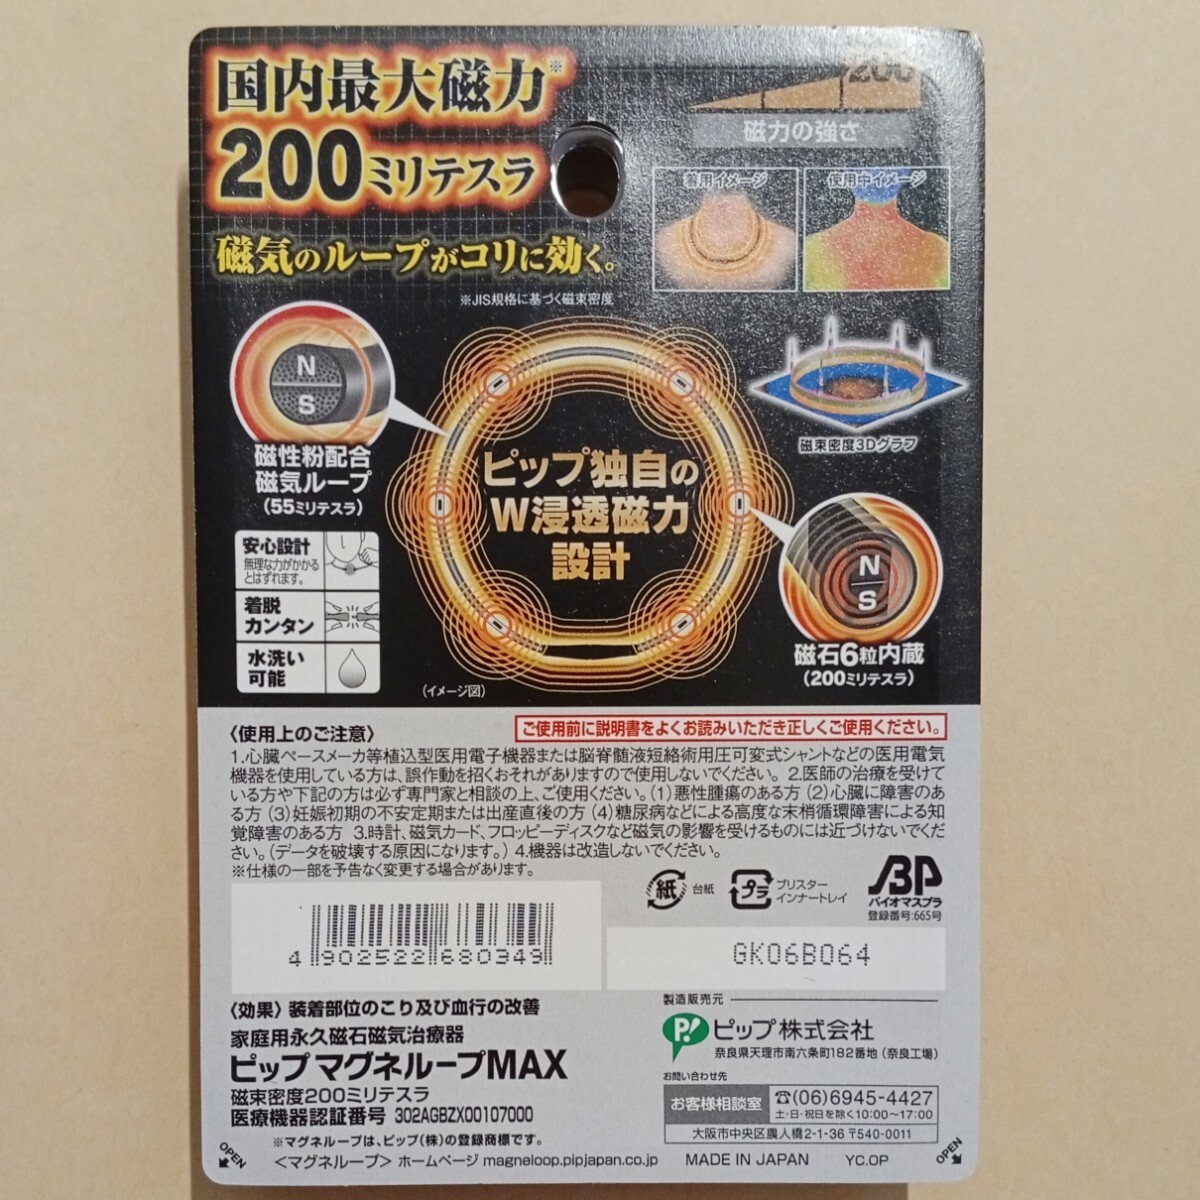 国内最大磁力※
200ミリテスラ
磁気のループがコリに効く。
※JIS規格に基づく磁束密度
200
磁力の強さ
着用イメージ
使用中イメージ
N
S
磁性粉配合
磁気ループ
(55ミリテスラ)
ピップ独自の
W浸透磁力
設計
磁束密度3Dグラフ
N
S
磁石6粒内蔵
(200ミリテスラ)
安心設計
無理な力がかかる
とはずれます。
着脱
カンタン
水洗い
可能
(イメージ図)
〈使用上のご注意〉
ご使用前に説明書をよくお読みいただき正しくご使用ください。
1.心臓ペースメーカ等植込型医用電子機器または脳脊髄液短絡術用圧可変式シャントなどの医用電気
機器を使用している方は、誤作動を招くおそれがありますので使用しないでください。 2.医師の治療を受けて
いる方や下記の方は必ず専門家と相談の上、ご使用ください。(1)悪性腫瘍のある方 (2)心臓に障害のあ
る方 (3)妊娠初期の不安定期または出産直後の方 (4)糖尿病などによる高度な末梢循環障害による知
覚障害のある方 3.時計、磁気カード、フロッピーディスクなど磁気の影響を受けるものには近づけないでくだ
さい。(データを破壊する原因になります。) 4.機器は改造しないでください。
※仕様の一部を予告なく変更する場合があります。
紙
台紙
プラ
ブリスター
インナートレイ
BP
バイオマスプラ
登録番号:665号
4 902522 680349
GK06B064
〈効果〉 装着部位のこり及び血行の改善
家庭用永久磁石磁気治療器
ピップ マグネループMAX
磁束密度200ミリテスラ
医療機器認証番号 302AGBZX00107000
※マグネループは、ピップ(株)の登録商標です。
<マグネループ> ホームページ magneloop.pipjapan.co.jp
製造販売元
P!
ピップ株式会社
奈良県天理市南六条町182番地 (奈良工場)
お問い合わせ先
お客様相談室
☎(06)6945-4427
土・日・祝日を除く10:00〜17:00
大阪市中央区農人橋2-1-36 〒540-0011
MADE IN JAPAN
YC.OP
OPEN
OPEN